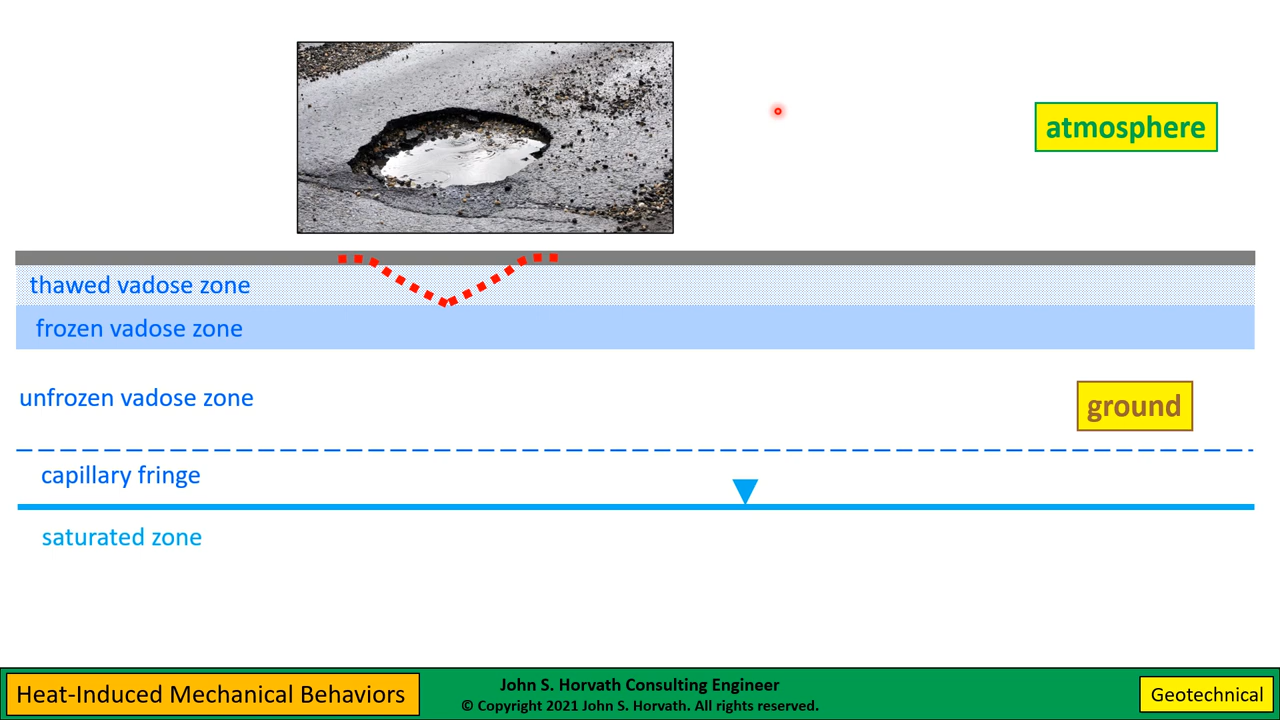 atmosphere
thawed vadose zone
frozen vadose zone
unfrozen vadose zone
ground
capillary fringe
saturated zone
Heat-Induced Mechanical Behaviors
John S. Horvath Consulting Engineer
© Copyright 2021 John S. Horvath. All rights reserved.
Geotechnical